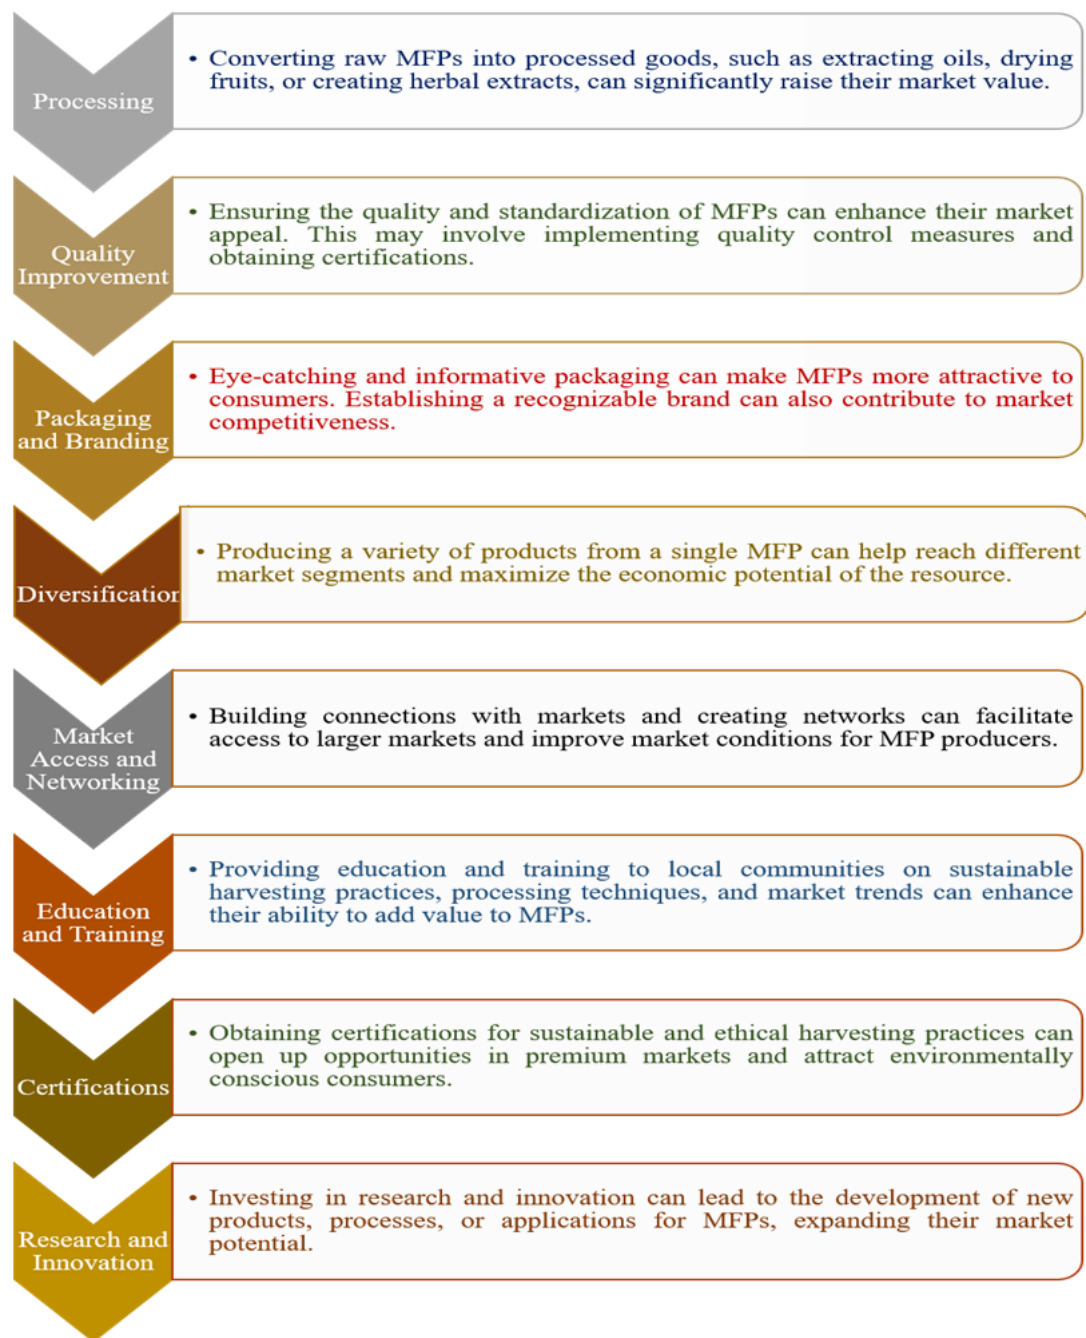 Processing
• Converting raw MFPs into processed goods, such as extracting oils, drying
fruits, or creating herbal extracts, can significantly raise their market value.
Quality
Improvement
• Ensuring the quality and standardization of MFPs can enhance their market
appeal. This may involve implementing quality control measures and
obtaining certifications.
Packaging
and Branding
• Eye-catching and informative packaging can make MFPs more attractive to
consumers. Establishing a recognizable brand can also contribute to market
competitiveness.
Diversification
• Producing a variety of products from a single MFP can help reach different
market segments and maximize the economic potential of the resource.
Market
Access and
Networking
• Building connections with markets and creating networks can facilitate
access to larger markets and improve market conditions for MFP producers.
Education
and Training
• Providing education and training to local communities on sustainable
harvesting practices, processing techniques, and market trends can enhance
their ability to add value to MFPs.
Certifications
• Obtaining certifications for sustainable and ethical harvesting practices can
open up opportunities in premium markets and attract environmentally
conscious consumers.
Research and
Innovation
• Investing in research and innovation can lead to the development of new
products, processes, or applications for MFPs, expanding their market
potential.